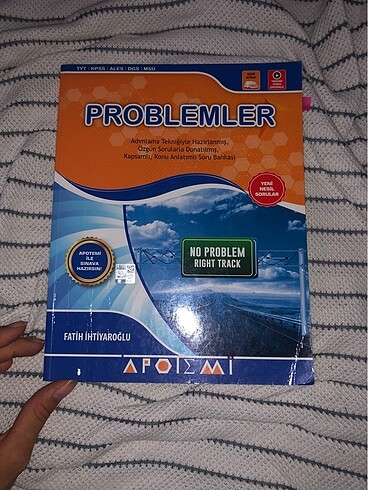 TYT | KPSS | ALES | DGS | MSÜ
PROBLEMLER
Adımlama Tekniğiyle Hazırlanmış,
Özgün Sorularla Donatılmış,
Kapsamlı, Konu Anlatımlı Soru Bankası
YENİ
NESİL
SORULAR
APOTEMİ
İLE
SINAVA
HAZIRSIN!
NO PROBLEM
RIGHT TRACK
FATİH İHTİYAROĞLU
APOTEMİ